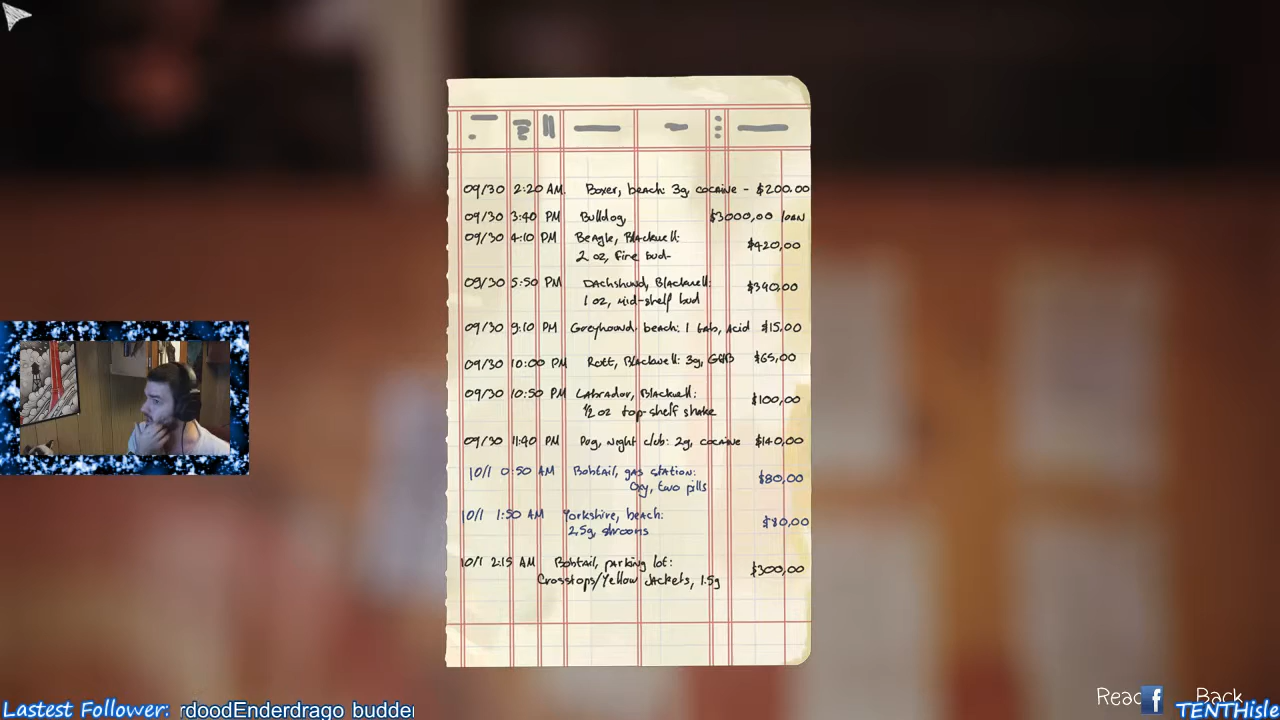 09/30 2:20 AM. Boxer, beach: 3g, cocaine - $200.00
09/30 3:40 PM Bulldog, $3000,00 loan
09/30 4:10 PM Beagle, Blackwell: $420,00
2 oz, fire bud-
09/30 5:50 PM Dachshund, Blackwell: $340,00
1 oz, mid-shelf bud
09/30 9:10 PM Greyhound, beach: 1 tab, Acid $15.00
09/30 10:00 PM Rott, Blackwell: 3g, GHB $65,00
09/30 10:50 PM Labrador, Blackwell: $100,00
1/2 oz top-shelf shake
09/30 11:40 PM Pog, night club: 2g, cocaine $140,00
10/1 0:50 AM Bobtail, gas station: $80,00
Oxy, two pills
10/1 1:50 AM Yorkshire, beach: $80,00
2,5g, shrooms
10/1 2:15 AM Bobtail, parking lot: $300,00
Crosstops/Yellow Jackets, 1.5g
Read Back
Lastest Follower: rdoodEnderdrago budder
f TENTHisle